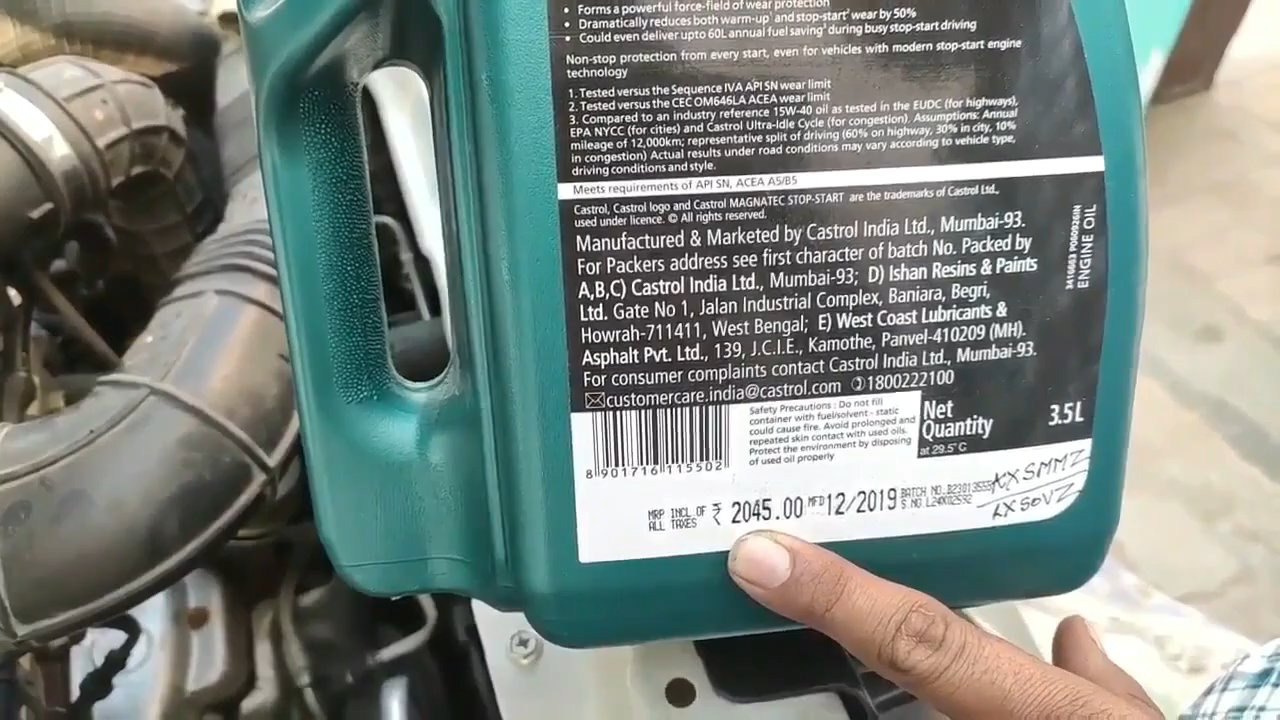 • Forms a powerful force-field of wear protection
• Dramatically reduces both warm-up¹ and stop-start² wear by 50%
• Could even deliver upto 60L annual fuel saving³ during busy stop-start driving
Non-stop protection from every start, even for vehicles with modern stop-start engine
technology
1. Tested versus the Sequence IVA API SN wear limit
2. Tested versus the CEC OM646LA ACEA wear limit
3. Compared to an industry reference 15W-40 oil as tested in the EUDC (for highways),
EPA NYCC (for cities) and Castrol Ultra-Idle Cycle (for congestion). Assumptions: Annual
mileage of 12,000km; representative split of driving (60% on highway, 30% in city, 10%
in congestion) Actual results under road conditions may vary according to vehicle type,
driving conditions and style.
Meets requirements of API SN, ACEA A5/B5
Castrol, Castrol logo and Castrol MAGNATEC STOP-START are the trademarks of Castrol Ltd.,
used under licence. © All rights reserved.
Manufactured & Marketed by Castrol India Ltd., Mumbai-93.
For Packers address see first character of batch No. Packed by
A,B,C) Castrol India Ltd., Mumbai-93; D) Ishan Resins & Paints
Ltd. Gate No 1, Jalan Industrial Complex, Baniara, Begri,
Howrah-711411, West Bengal; E) West Coast Lubricants &
Asphalt Pvt. Ltd., 139, J.C.I.E., Kamothe, Panvel-410209 (MH).
For consumer complaints contact Castrol India Ltd., Mumbai-93.
customercare.india@castrol.com 1800222100
ENGINE OIL
8 901716 115502
Safety Precautions : Do not fill
container with fuel/solvent - static
could cause fire. Avoid prolonged and
repeated skin contact with used oils.
Protect the environment by disposing
of used oil properly
Net
Quantity
at 29.5°C
3.5L
MRP INCL OF
ALL TAXES
₹ 2045.00 MFD 12/2019
BATCH NO.
S.NO.